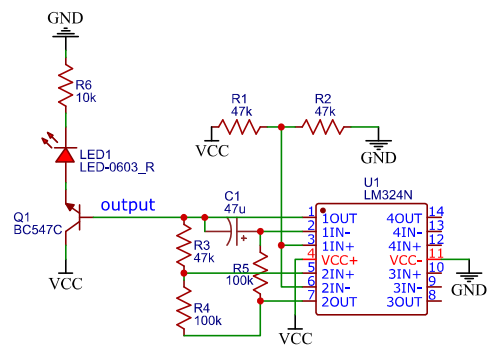 GND
R6
10k
LED1
LED-0603_R
output
Q1
BC547C
VCC
R1
47k
R2
47k
VCC
GND
C1
47u
+
R3
47k
R4
100k
R5
100k
VCC
U1
LM324N
1 1OUT 4OUT 14
2 1IN- 4IN- 13
3 1IN+ 4IN+ 12
4 VCC+ VCC- 11
5 2IN+ 3IN+ 10
6 2IN- 3IN- 9
7 2OUT 3OUT 8
GND